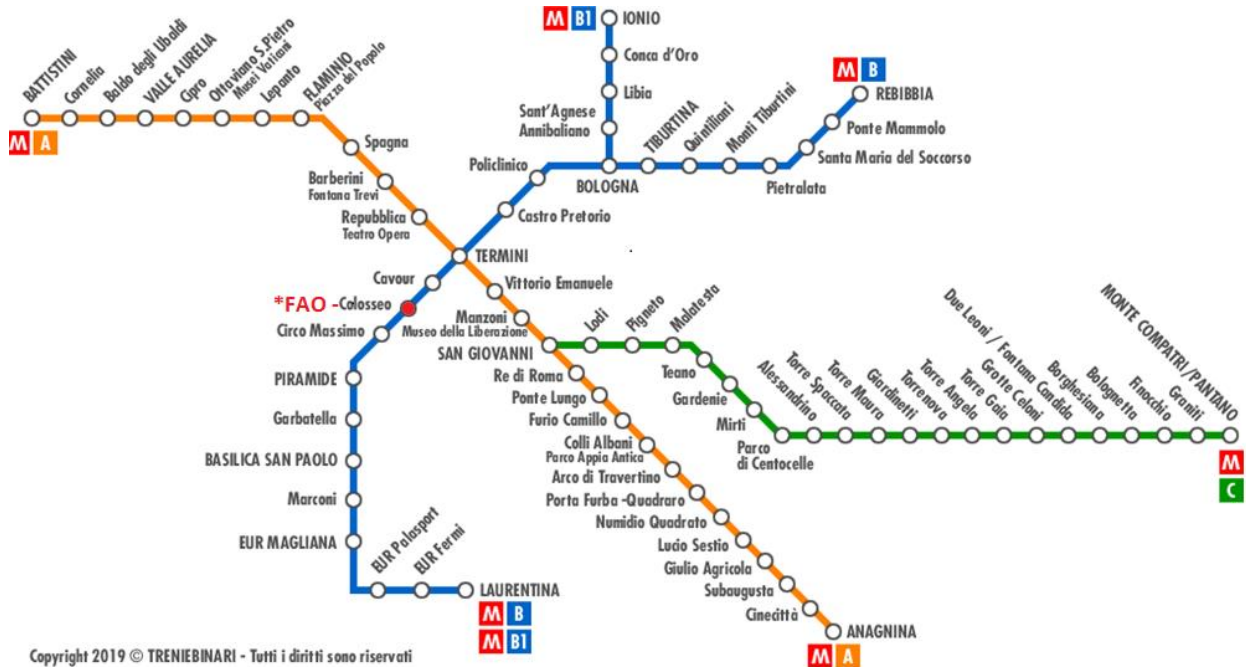 M B1 IONIO
Conca d'Oro
Libia
Sant'Agnese
Annibaliano
M B
REBIBBIA
Ponte Mammolo
Santa Maria del Soccorso
Pietralata
Monti Tiburtini
Quintiliani
TIBURTINA
BOLOGNA
Policlinico
Castro Pretorio
BATTISTINI
Cornelia
Baldo degli Ubaldi
VALLE AURELIA
Cipro
Ottaviano S.Pietro
Musei Vatiani
Lepanto
FLAMINIO
Piazza del Popolo
M A
Spagna
Barberini
Fontana Trevi
Repubblica
Teatro Opera
TERMINI
Cavour
*FAO - Colosseo
Circo Massimo
PIRAMIDE
Garbatella
BASILICA SAN PAOLO
Marconi
EUR MAGLIANA
EUR Palasport
EUR Fermi
LAURENTINA
M B
M B1
Vittorio Emanuele
Manzoni
Museo della Liberazione
SAN GIOVANNI
Re di Roma
Ponte Lungo
Furio Camillo
Colli Albani
Parco Appia Antica
Arco di Travertino
Porta Furba -Quadraro
Numidio Quadrato
Lucio Sestio
Giulio Agricola
Subaugusta
Cinecittà
ANAGNINA
M A
Lodi
Pigneto
Malatesta
Teano
Gardenie
Mirti
Parco
di Centocelle
Alessandrino
Torre Spaccata
Torre Maura
Giardinetti
Torrenova
Torre Angela
Torre Gaia
Grotte Celoni
Due Leoni / Fontana Candida
Borghesiana
Bolognetta
Finocchio
Graniti
MONTE COMPATRI/PANTANO
M
C
Copyright 2019 © TRENIEBINARI - Tutti i diritti sono riservati